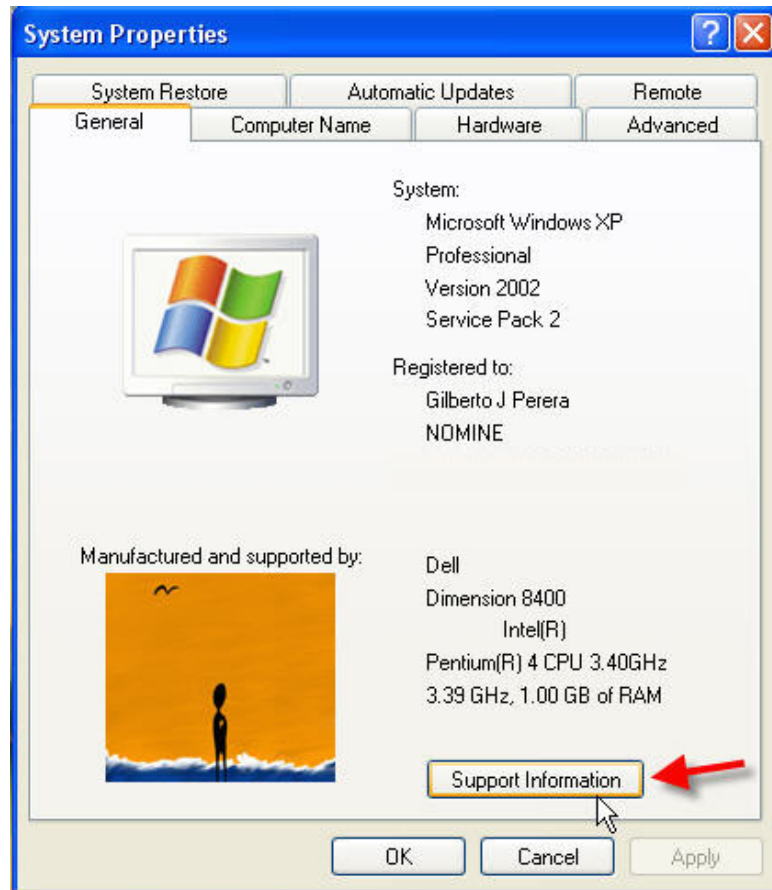 System Properties
System Restore
Automatic Updates
Remote
General
Computer Name
Hardware
Advanced
System:
Microsoft Windows XP
Professional
Version 2002
Service Pack 2
Registered to:
Gilberto J Perera
NOMINE
Manufactured and supported by:
Dell
Dimension 8400
Intel(R)
Pentium(R) 4 CPU 3.40GHz
3.39 GHz, 1.00 GB of RAM
Support Information
OK
Cancel
Apply